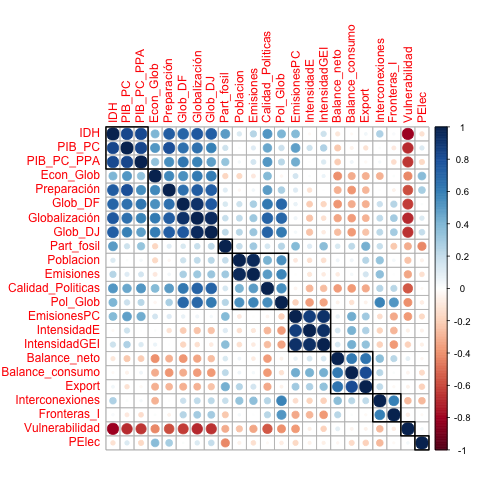 IDH
PIB_PC
PIB_PC_PPA
Econ_Glob
Preparación
Glob_DF
Globalización
Glob_DJ
Part_fosil
Poblacion
Emisiones
Calidad_Politicas
Pol_Glob
EmisionesPC
IntensidadE
IntensidadGEI
Balance_neto
Balance_consumo
Export
Interconexiones
Fronteras_I
Vulnerabilidad
PElec
IDH
PIB_PC
PIB_PC_PPA
Econ_Glob
Preparación
Glob_DF
Globalización
Glob_DJ
Part_fosil
Poblacion
Emisiones
Calidad_Politicas
Pol_Glob
EmisionesPC
IntensidadE
IntensidadGEI
Balance_neto
Balance_consumo
Export
Interconexiones
Fronteras_I
Vulnerabilidad
PElec
1
0.8
0.6
0.4
0.2
0
-0.2
-0.4
-0.6
-0.8
-1